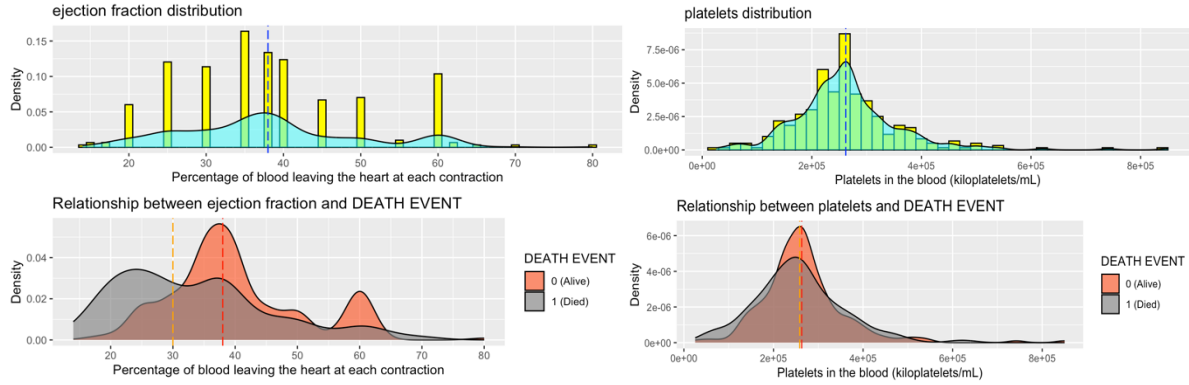 ejection fraction distribution
Density
0.15
0.10
0.05
0.00
20 30 40 50 60 70 80
Percentage of blood leaving the heart at each contraction
platelets distribution
Density
7.5e-06
5.0e-06
2.5e-06
0.0e+00
0e+00 2e+05 4e+05 6e+05 8e+05
Platelets in the blood (kiloplatelets/mL)
Relationship between ejection fraction and DEATH EVENT
Density
0.04
0.02
0.00
20 30 40 50 60 70 80
Percentage of blood leaving the heart at each contraction
DEATH EVENT
0 (Alive)
1 (Died)
Relationship between platelets and DEATH EVENT
Density
6e-06
4e-06
2e-06
0e+00
0e+00 2e+05 4e+05 6e+05 8e+05
Platelets in the blood (kiloplatelets/mL)
DEATH EVENT
0 (Alive)
1 (Died)